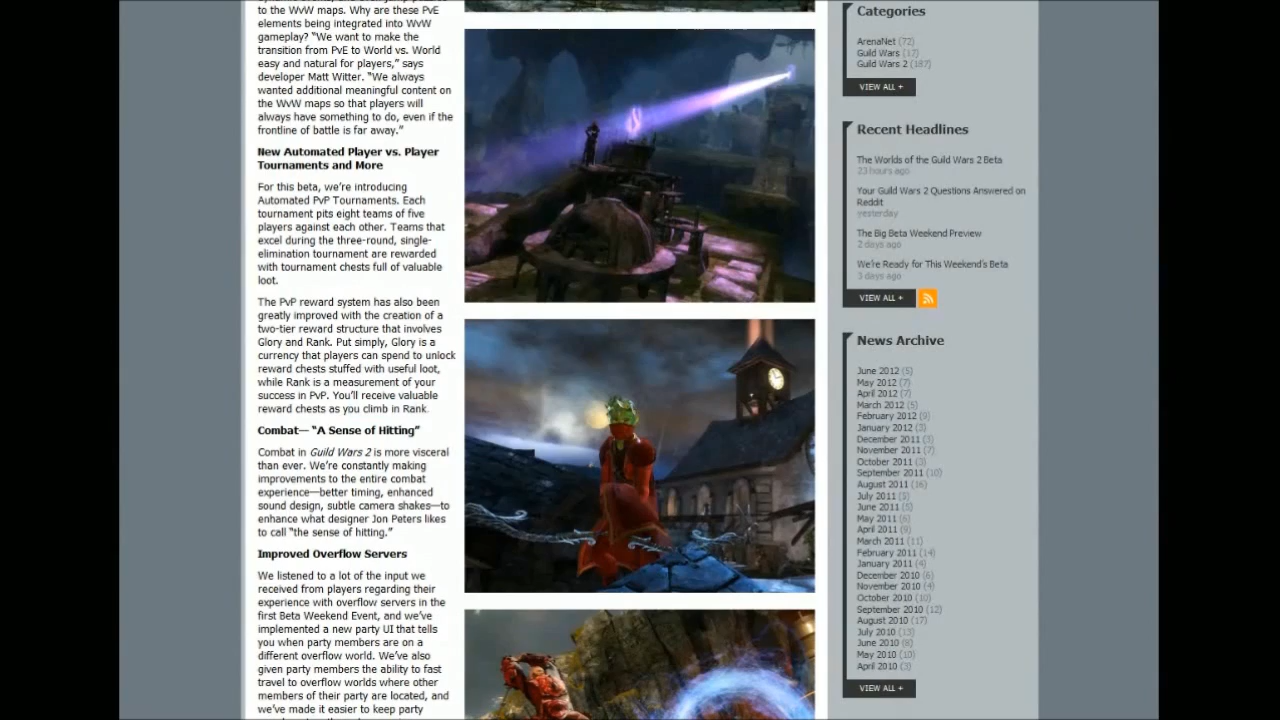 to the WvW maps. Why are these PvE
elements being integrated into WvW
gameplay? “We want to make the
transition from PvE to World vs. World
easy and natural for players,” says
developer Matt Witter. “We always
wanted additional meaningful content on
the WvW maps so that players will
always have something to do, even if the
frontline of battle is far away.”
New Automated Player vs. Player
Tournaments and More
For this beta, we’re introducing
Automated PvP Tournaments. Each
tournament pits eight teams of five
players against each other. Teams that
excel during the three-round, single-
elimination tournament are rewarded
with tournament chests full of valuable
loot.
The PvP reward system has also been
greatly improved with the creation of a
two-tier reward structure that involves
Glory and Rank. Put simply, Glory is a
currency that players can spend to unlock
reward chests stuffed with useful loot,
while Rank is a measurement of your
success in PvP. You’ll receive valuable
reward chests as you climb in Rank.
Combat— “A Sense of Hitting”
Combat in Guild Wars 2 is more visceral
than ever. We’re constantly making
improvements to the entire combat
experience—better timing, enhanced
sound design, subtle camera shakes—to
enhance what designer Jon Peters likes
to call “the sense of hitting.”
Improved Overflow Servers
We listened to a lot of the input we
received from players regarding their
experience with overflow servers in the
first Beta Weekend Event, and we’ve
implemented a new party UI that tells
you when party members are on a
different overflow world. We’ve also
given party members the ability to fast
travel to overflow worlds where other
members of their party are located, and
we’ve made it easier to keep party
Categories
ArenaNet (72)
Guild Wars (17)
Guild Wars 2 (187)
VIEW ALL +
Recent Headlines
The Worlds of the Guild Wars 2 Beta
23 hours ago
Your Guild Wars 2 Questions Answered on
Reddit
yesterday
The Big Beta Weekend Preview
2 days ago
We’re Ready for This Weekend’s Beta
3 days ago
VIEW ALL +
News Archive
June 2012 (5)
May 2012 (7)
April 2012 (7)
March 2012 (5)
February 2012 (9)
January 2012 (3)
December 2011 (3)
November 2011 (7)
October 2011 (3)
September 2011 (10)
August 2011 (16)
July 2011 (5)
June 2011 (5)
May 2011 (6)
April 2011 (9)
March 2011 (11)
February 2011 (14)
January 2011 (4)
December 2010 (6)
November 2010 (4)
October 2010 (10)
September 2010 (12)
August 2010 (17)
July 2010 (13)
June 2010 (8)
May 2010 (10)
April 2010 (3)
VIEW ALL +